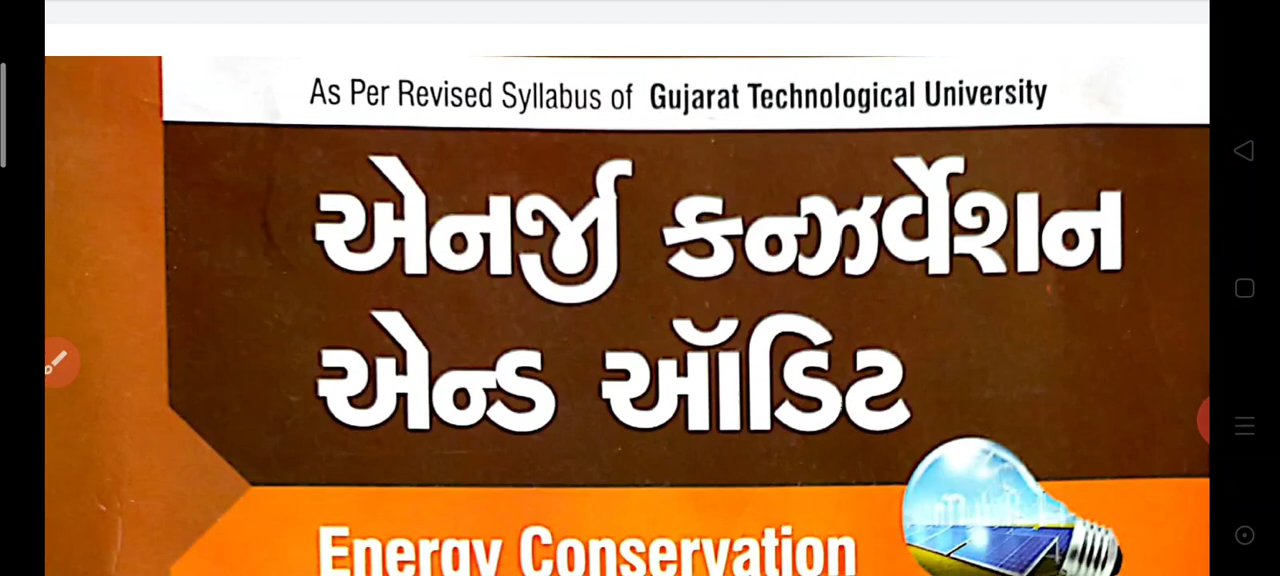 As Per Revised Syllabus of Gujarat Technological University
એનર્જી કન્ઝર્વેશન
એન્ડ ઑડિટ
Energy Conservation